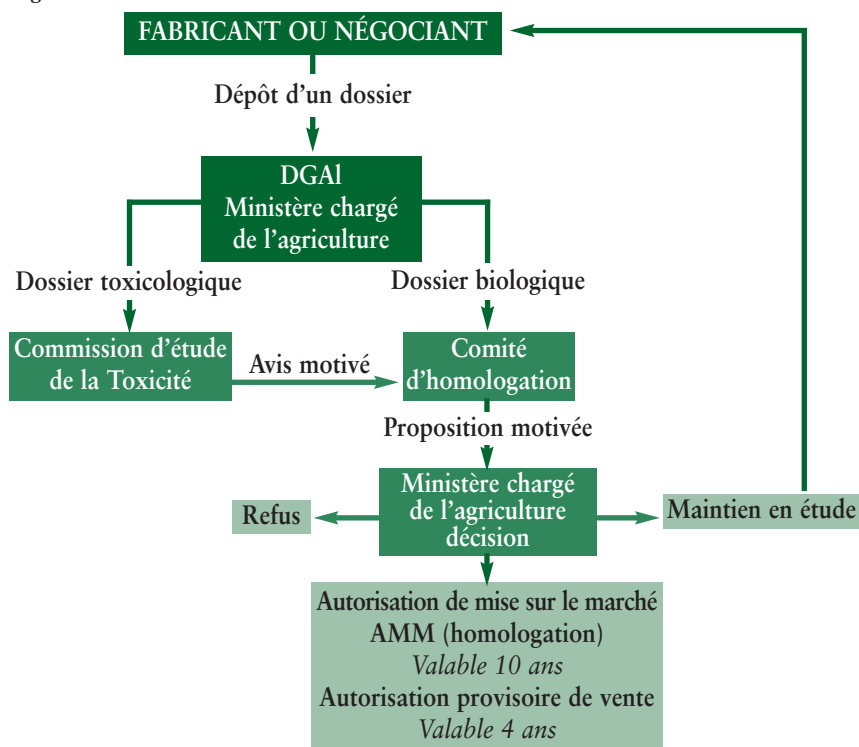 FABRICANT OU NÉGOCIANT
Dépôt d'un dossier
DGAl
Ministère chargé
de l'agriculture
Dossier toxicologique
Dossier biologique
Commission d'étude
de la Toxicité
Avis motivé
Comité
d'homologation
Proposition motivée
Ministère chargé
de l'agriculture
décision
Refus
Maintien en étude
Autorisation de mise sur le marché
AMM (homologation)
Valable 10 ans
Autorisation provisoire de vente
Valable 4 ans